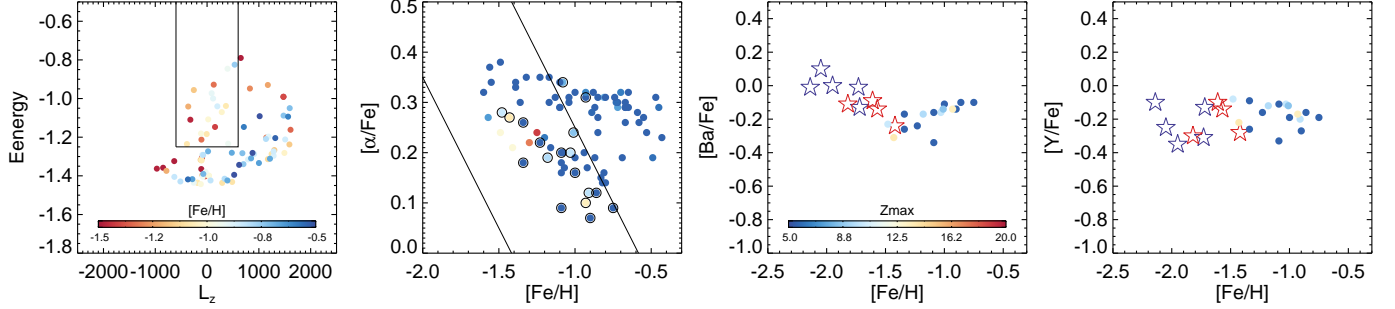 -0.6
-0.8
-1.0
-1.2
-1.4
-1.6
-1.8
Eenergy
[Fe/H]
-1.5 -1.2 -1.0 -0.8 -0.5
-2000 -1000 0 1000 2000
L_z
0.5
0.4
0.3
0.2
0.1
0.0
[α/Fe]
-2.0 -1.5 -1.0 -0.5
[Fe/H]
0.4
0.2
-0.0
-0.2
-0.4
-0.6
-0.8
-1.0
[Ba/Fe]
Zmax
5.0 8.8 12.5 16.2 20.0
-2.5 -2.0 -1.5 -1.0 -0.5
[Fe/H]
0.4
0.2
-0.0
-0.2
-0.4
-0.6
-0.8
-1.0
[Y/Fe]
-2.5 -2.0 -1.5 -1.0 -0.5
[Fe/H]